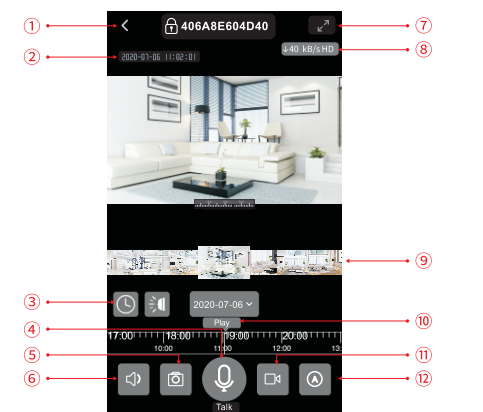 ① 406A8E604D40 ⑦
↓40 kB/s HD ⑧
② 2020-07-06 11:02:01
⑨
③ 2020-07-06
④ Play ⑩
17:00 18:00 19:00 20:00
10:00 11:00 12:00 13:
⑤ ⑪
⑥ A ⑫
Talk